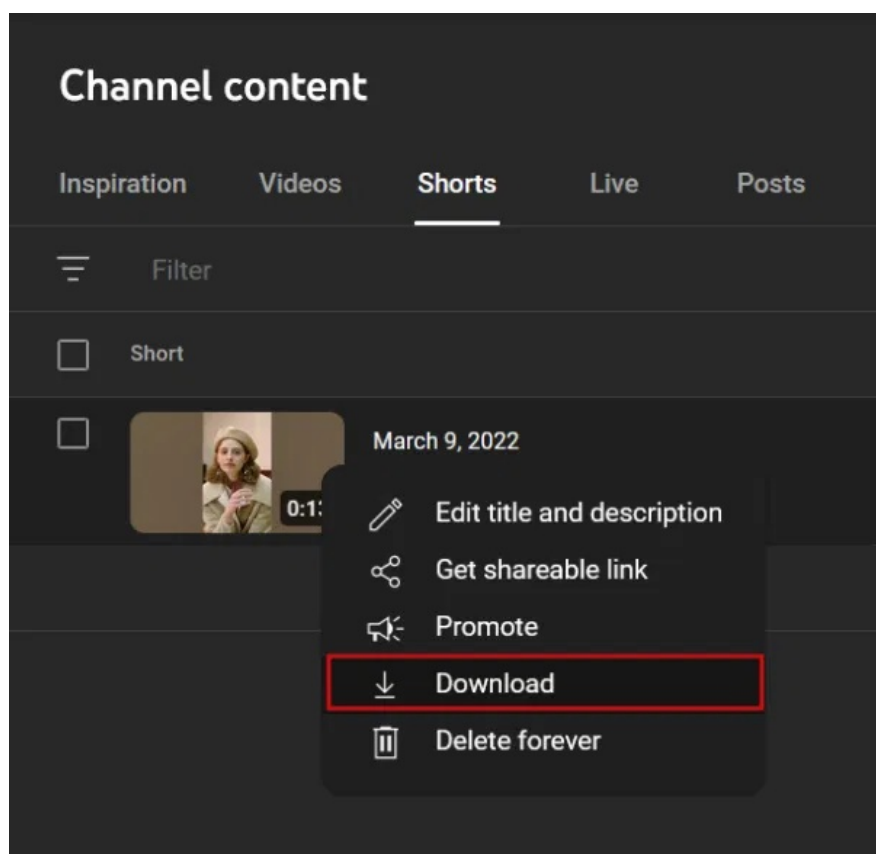 Channel content
Inspiration Videos Shorts Live Posts
Filter
Short
March 9, 2022
Edit title and description
Get shareable link
Promote
Download
Delete forever